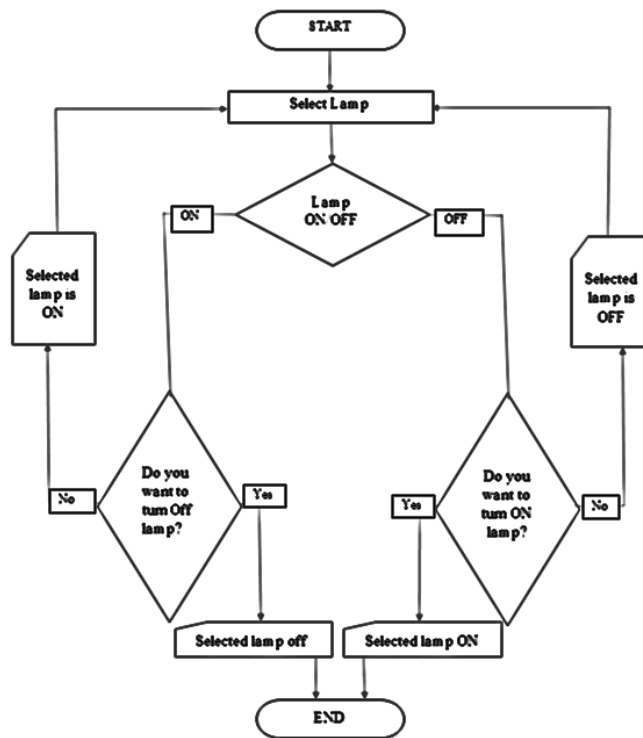 START
Select Lamp
Lamp
ON/OFF
ON
OFF
Selected
lamp is
ON
Selected
lamp is
OFF
Do you
want to
turn Off
lamp?
No
Yes
Do you
want to
turn ON
lamp?
Yes
No
Selected lamp off
Selected lamp ON
END